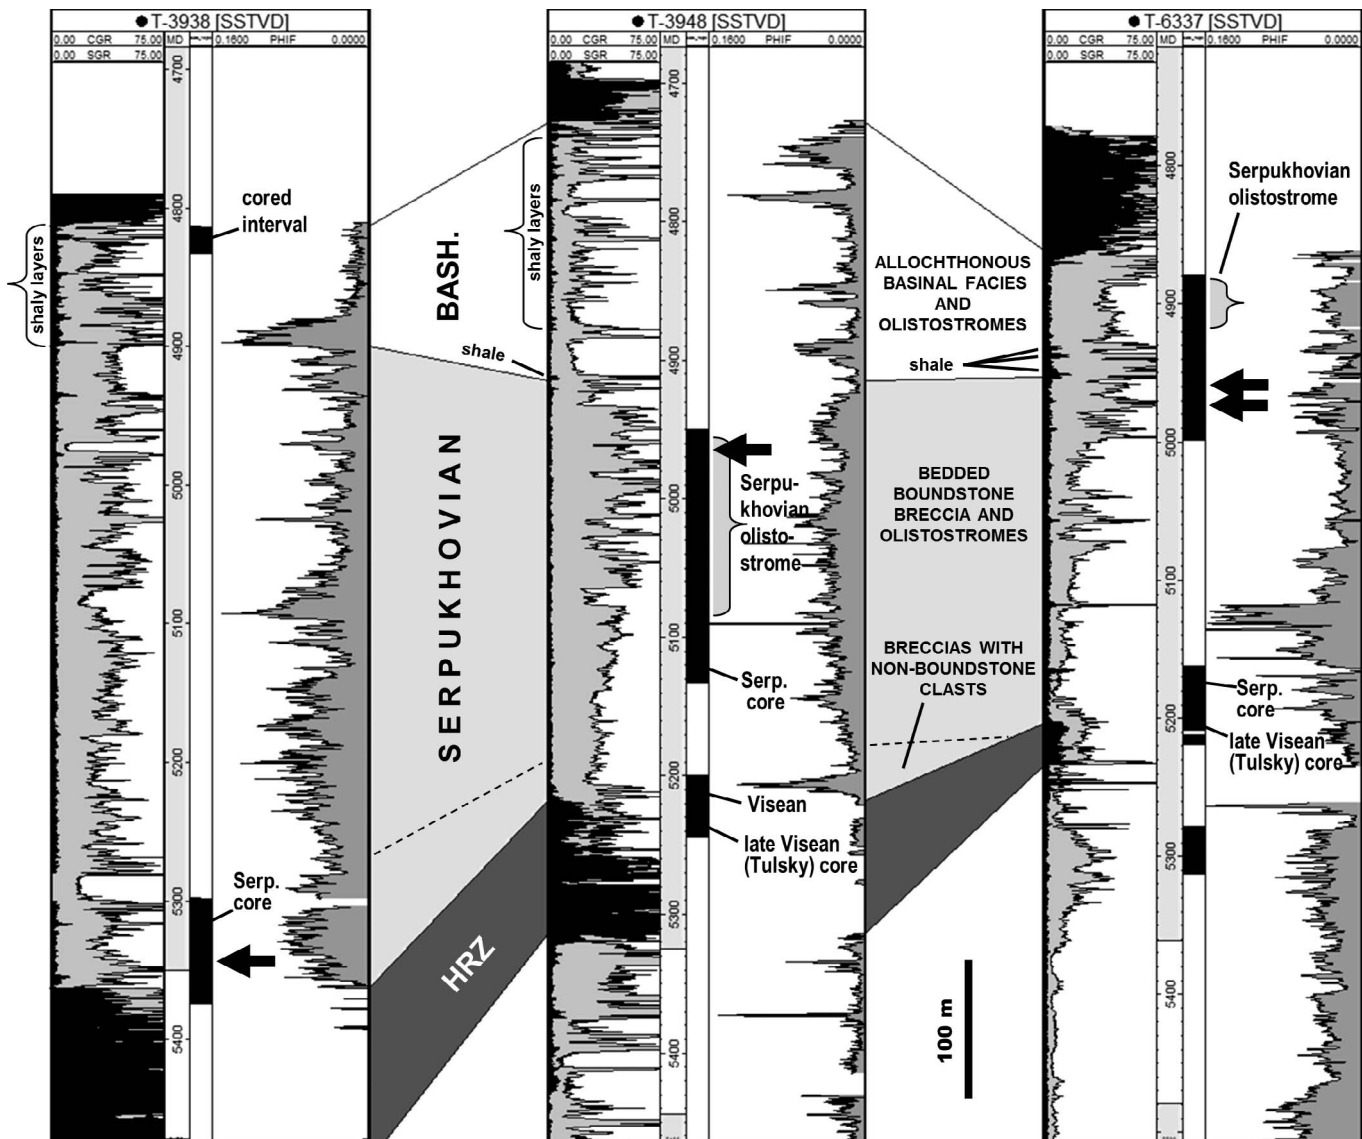 T-3938 [SSTVD]
0.00 CGR 75.00 MD 0.1600 PHIF 0.0000
0.00 SGR 75.00
4700
4800
4900
5000
5100
5200
5300
5400
shaly layers
cored
interval
Serp.
core
BASH.
shale
SERPUKHOVIAN
HRZ
T-3948 [SSTVD]
0.00 CGR 75.00 MD 0.1600 PHIF 0.0000
0.00 SGR 75.00
4700
4800
4900
5000
5100
5200
5300
5400
shaly layers
Serpu-
khovian
olisto-
strome
Serp.
core
Visean
late Visean
(Tulsky) core
ALLOCHTHONOUS
BASINAL FACIES
AND
OLISTOSTROMES
shale
BEDDED
BOUNDSTONE
BRECCIA AND
OLISTOSTROMES
BRECCIAS WITH
NON-BOUNDSTONE
CLASTS
100 m
T-6337 [SSTVD]
0.00 CGR 75.00 MD 0.1600 PHIF 0.0000
0.00 SGR 75.00
4800
4900
5000
5100
5200
5300
5400
Serpukhovian
olistostrome
Serp.
core
late Visean
(Tulsky) core